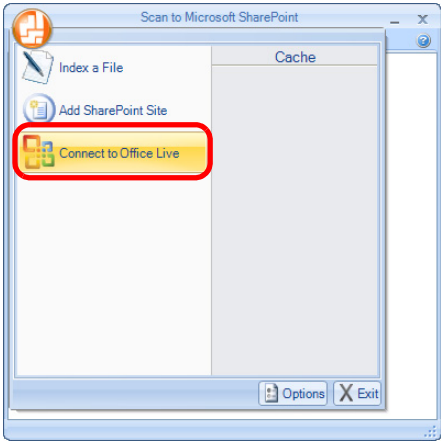 Scan to Microsoft SharePoint
Cache
Index a File
Add SharePoint Site
Connect to Office Live
Options
Exit